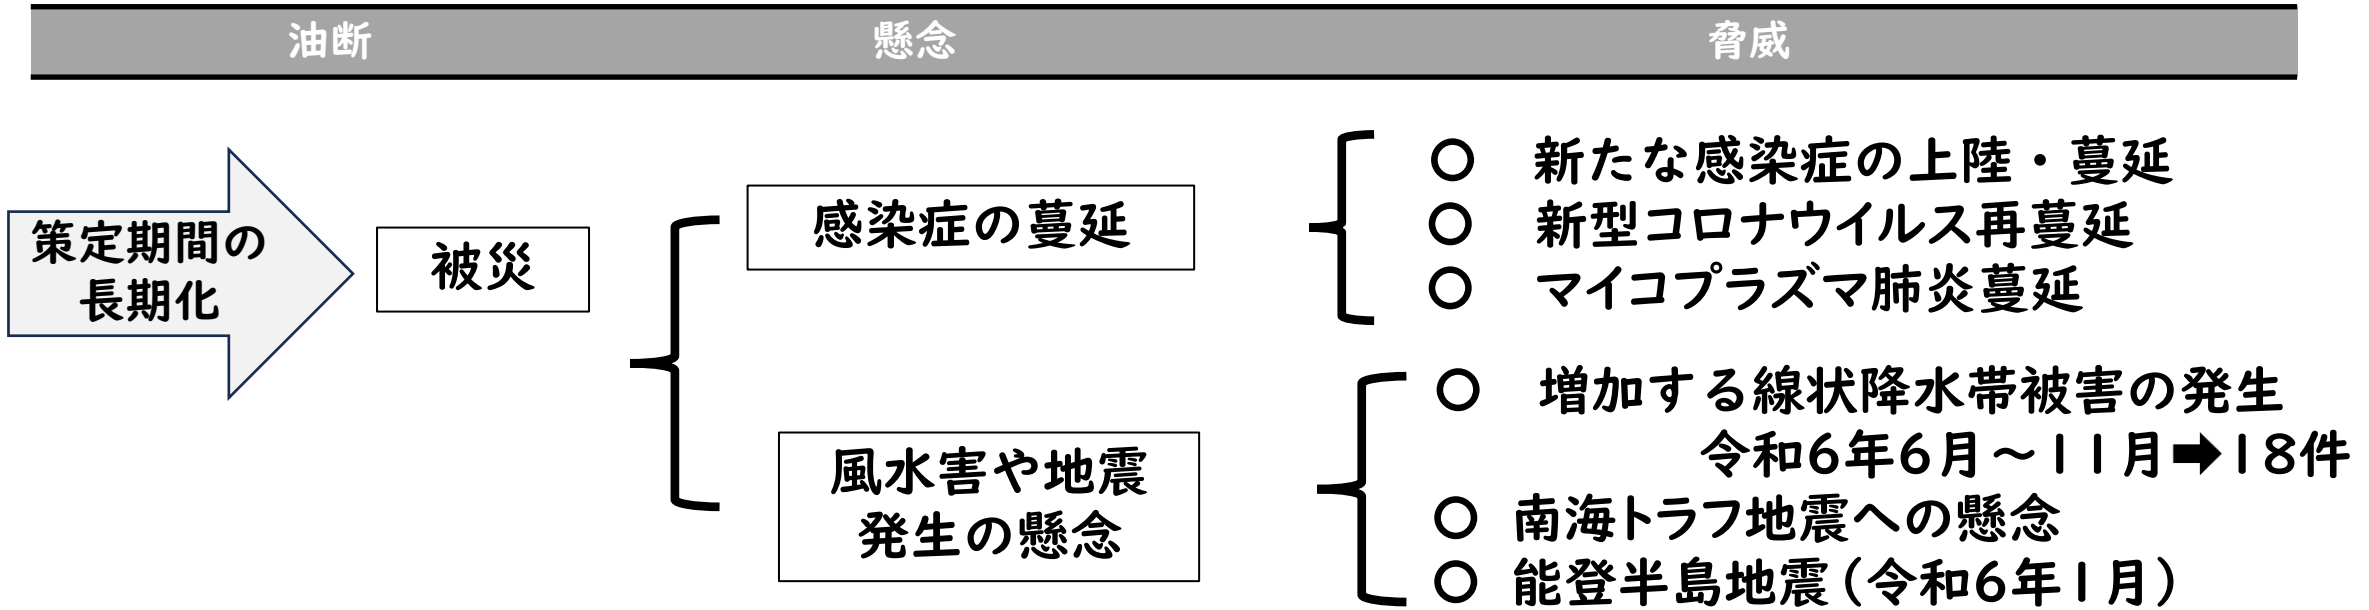 油断 懸念 脅威
策定期間の
長期化
被災
感染症の蔓延
○ 新たな感染症の上陸・蔓延
○ 新型コロナウイルス再蔓延
○ マイコプラズマ肺炎蔓延
風水害や地震
発生の懸念
○ 増加する線状降水帯被害の発生
令和6年6月～11月➡18件
○ 南海トラフ地震への懸念
○ 能登半島地震（令和6年1月）